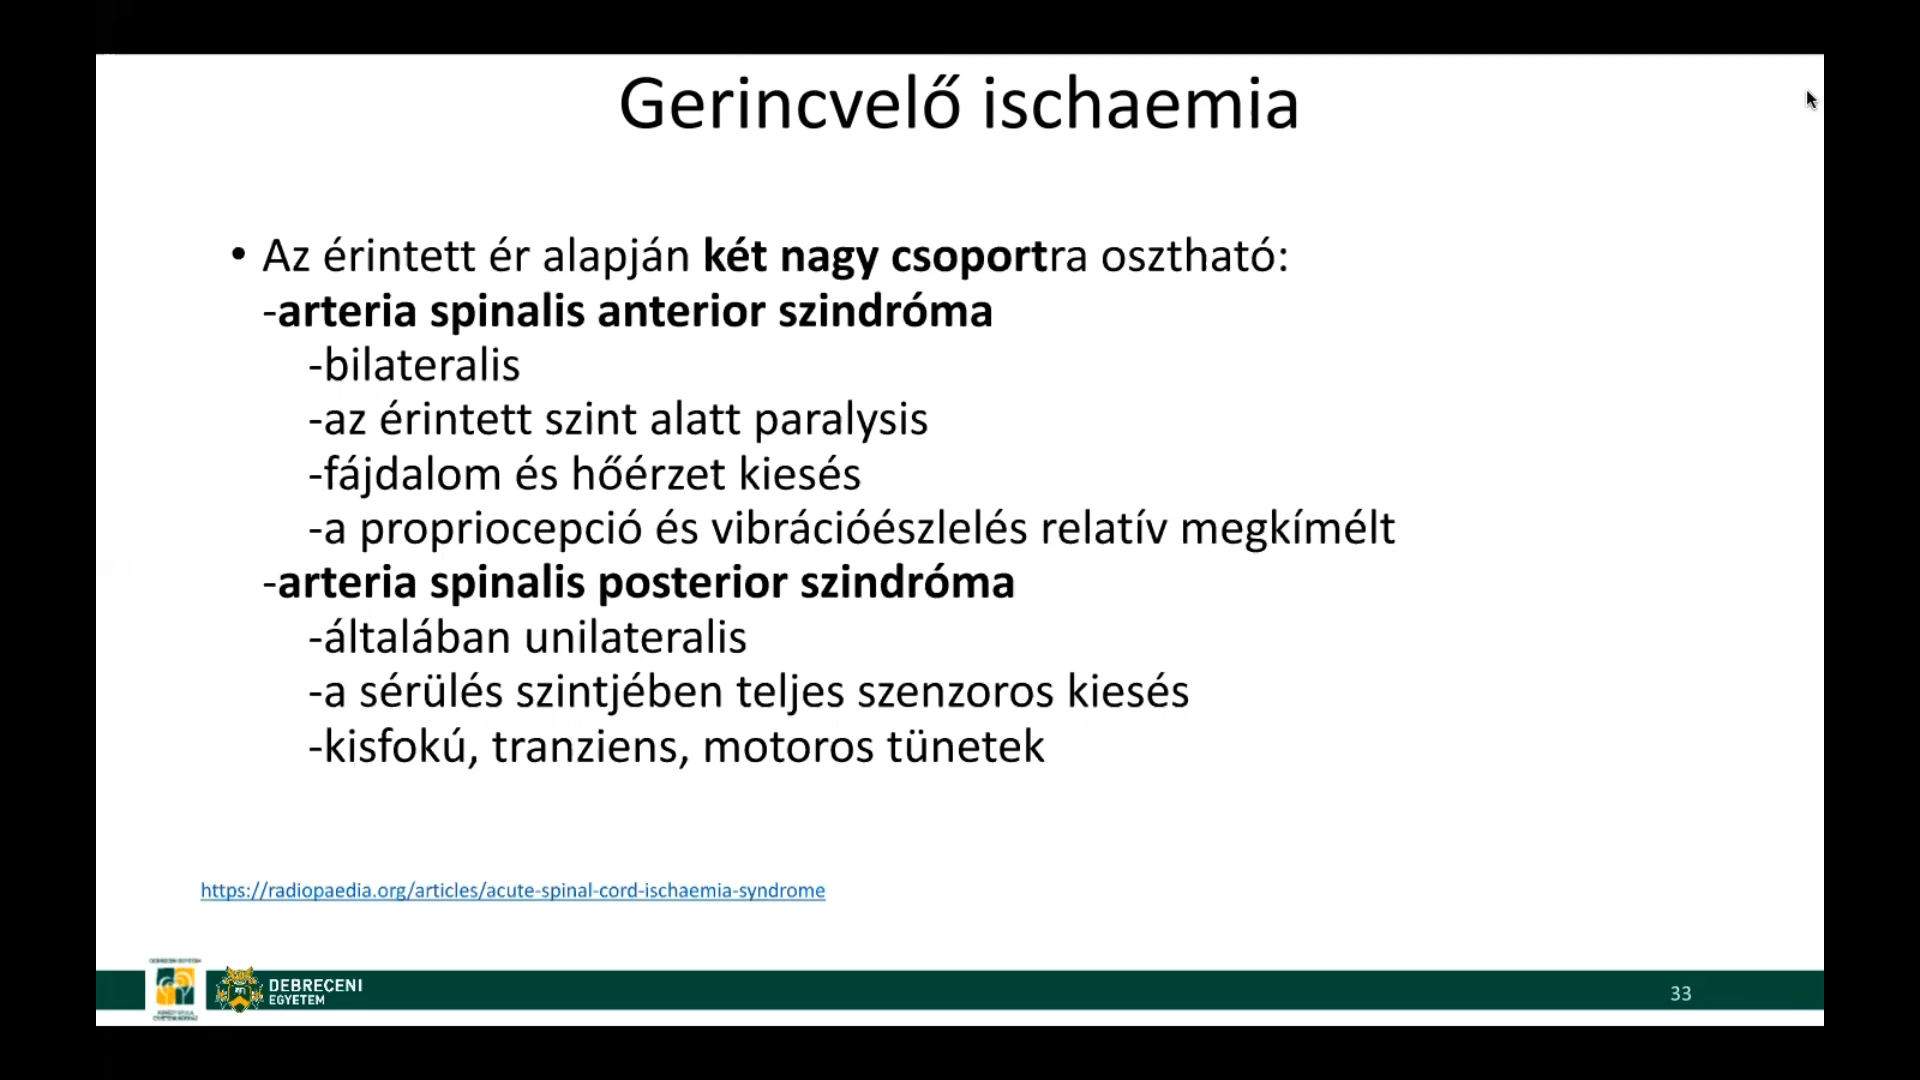 Gerincvelő ischaemia
• Az érintett ér alapján két nagy csoportra osztható:
-arteria spinalis anterior szindróma
-bilateralis
-az érintett szint alatt paralysis
-fájdalom és hőérzet kiesés
-a propriocepció és vibrációészlelés relatív megkímélt
-arteria spinalis posterior szindróma
-általában unilateralis
-a sérülés szintjében teljes szenzoros kiesés
-kisfokú, tranziens, motoros tünetek
https://radiopaedia.org/articles/acute-spinal-cord-ischaemia-syndrome
DEBRECENI
EGYETEM
33